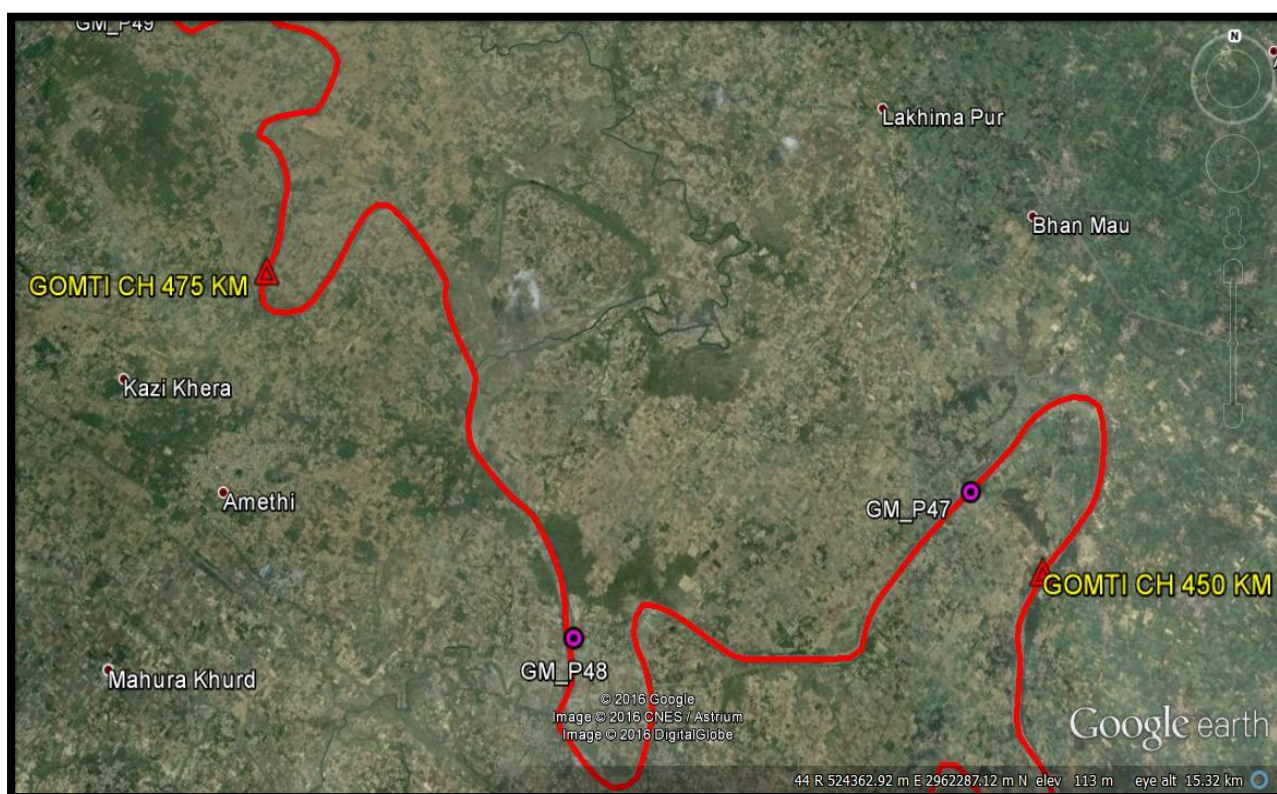 GM_P49
N
Lakhima Pur
Bhan Mau
GOMTI CH 475 KM
Kazi Khera
Amethi
GM_P47
GOMTI CH 450 KM
GM_P48
Mahura Khurd
© 2016 Google
Image © 2016 CNES / Astrium
Image © 2016 DigitalGlobe
Google earth
44 R 524362.92 m E 2962287.12 m N elev 113 m eye alt 15.32 km